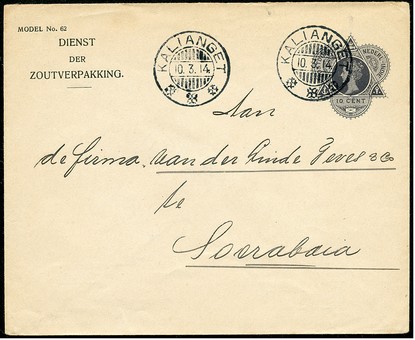 MODEL No. 62
DIENST
DER
ZOUTVERPAKKING.
KALIANGET
10. 3. 14.
KALIANGET
10. 3. 14.
NEDERL. INDIE
10 CENT
Aan
de firma van der Linde Teves & Co
te
Soerabaia